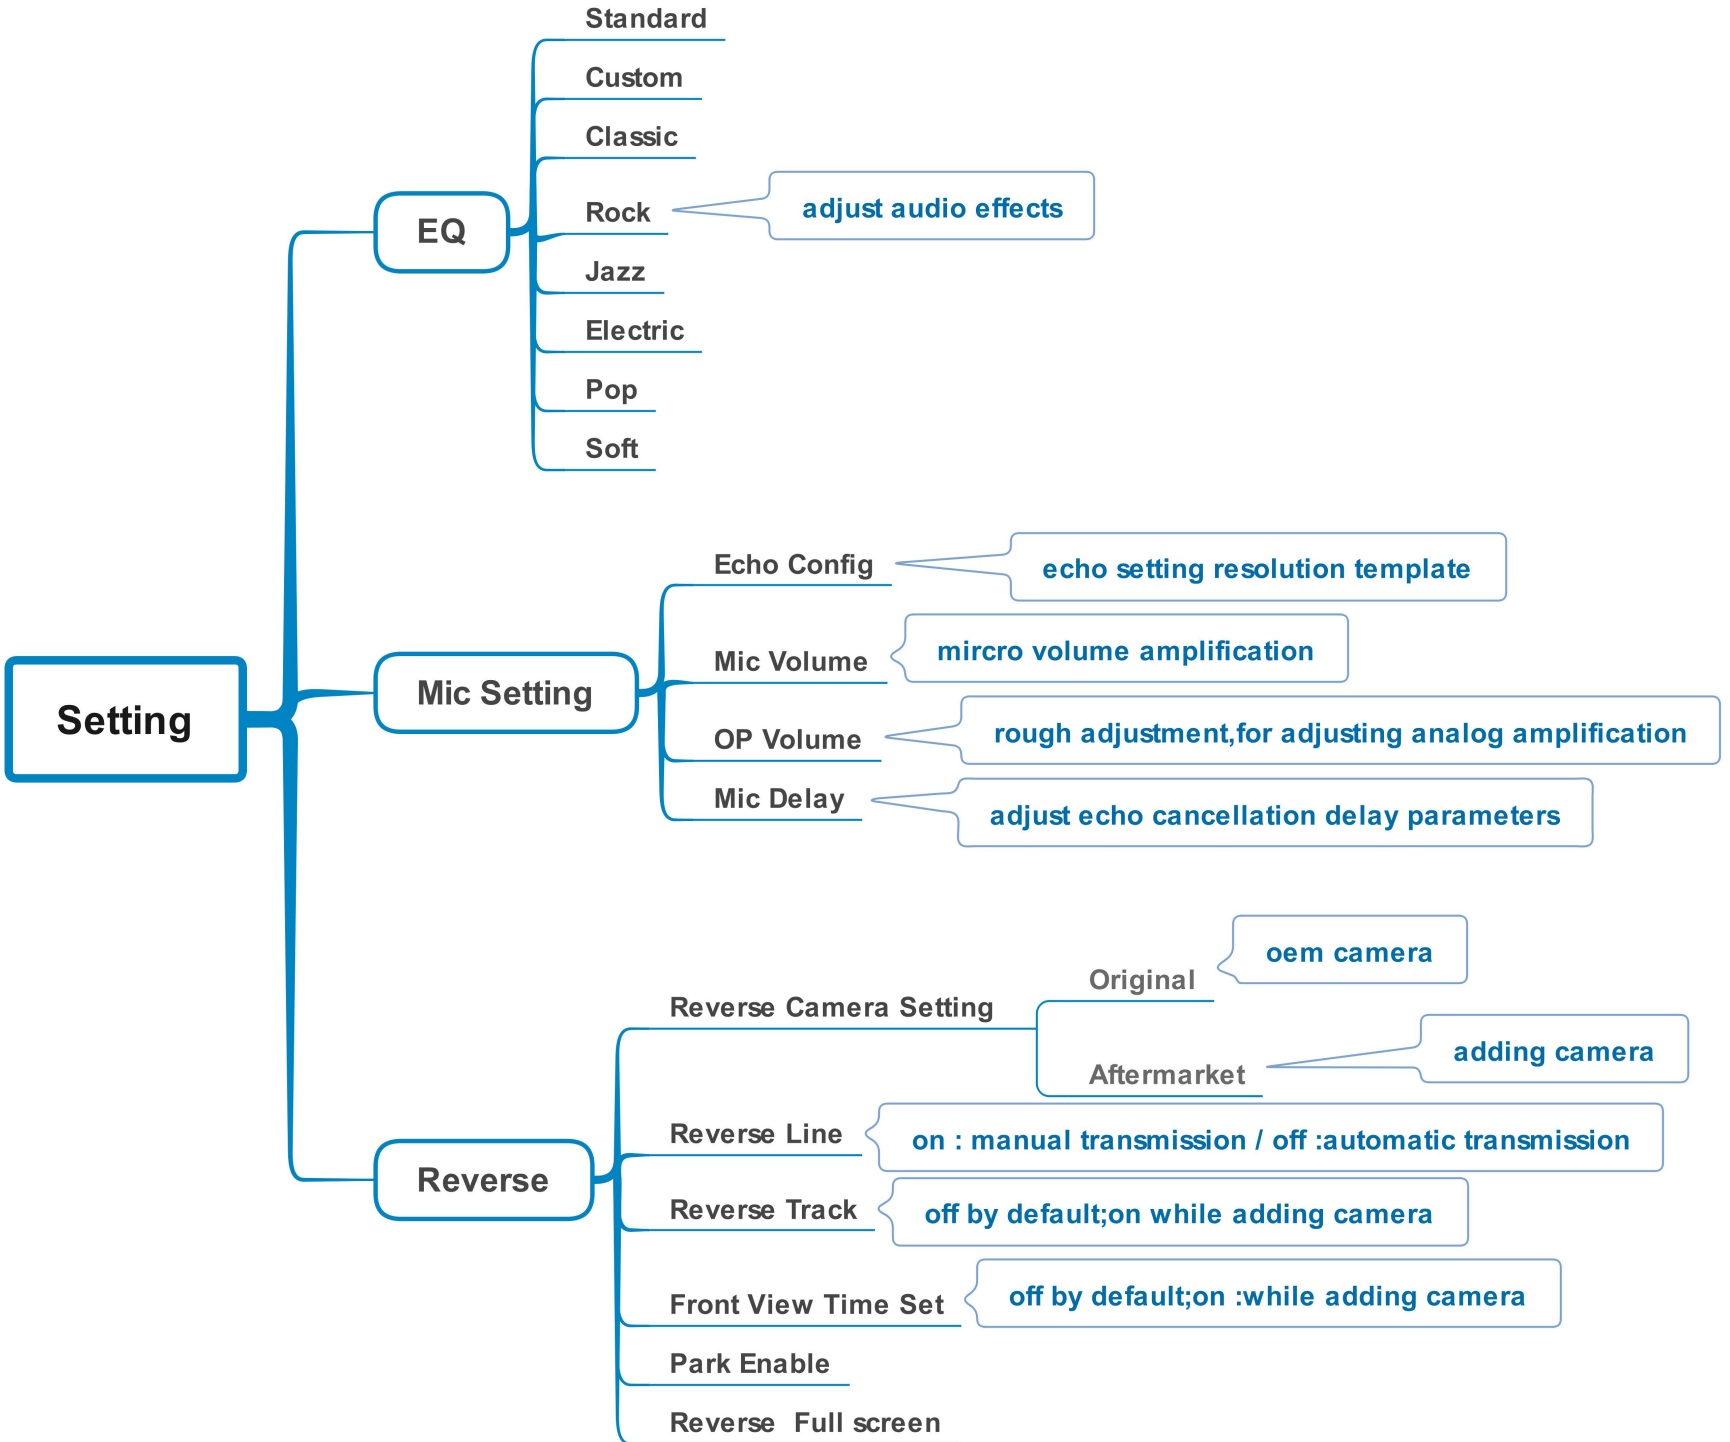 Setting
EQ
Standard
Custom
Classic
Rock
adjust audio effects
Jazz
Electric
Pop
Soft
Mic Setting
Echo Config
echo setting resolution template
Mic Volume
mircro volume amplification
OP Volume
rough adjustment,for adjusting analog amplification
Mic Delay
adjust echo cancellation delay parameters
Reverse
Reverse Camera Setting
Original
oem camera
Aftermarket
adding camera
Reverse Line
on : manual transmission / off :automatic transmission
Reverse Track
off by default;on while adding camera
Front View Time Set
off by default;on :while adding camera
Park Enable
Reverse  Full screen